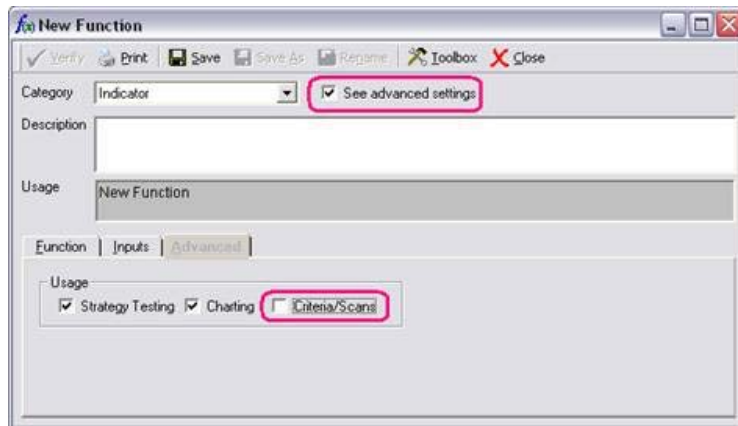 f(x) New Function
Verify Print Save Save As Rename Toolbox Close
Category Indicator See advanced settings
Description
Usage New Function
Function Inputs Advanced
Usage
Strategy Testing Charting Criteria/Scans